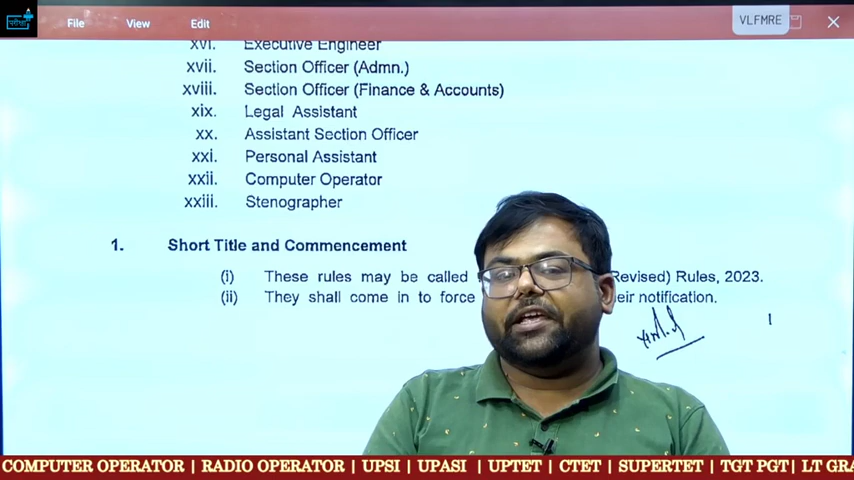 परीक्षा
File View Edit
VLFMRE
xvi. Executive Engineer
xvii. Section Officer (Admn.)
xviii. Section Officer (Finance & Accounts)
xix. Legal Assistant
xx. Assistant Section Officer
xxi. Personal Assistant
xxii. Computer Operator
xxiii. Stenographer
1. Short Title and Commencement
(i) These rules may be called Revised) Rules, 2023.
(ii) They shall come in to force notification.
COMPUTER OPERATOR | RADIO OPERATOR | UPSI | UPASI | UPTET | CTET | SUPERTET | TGT PGT| LT GRA